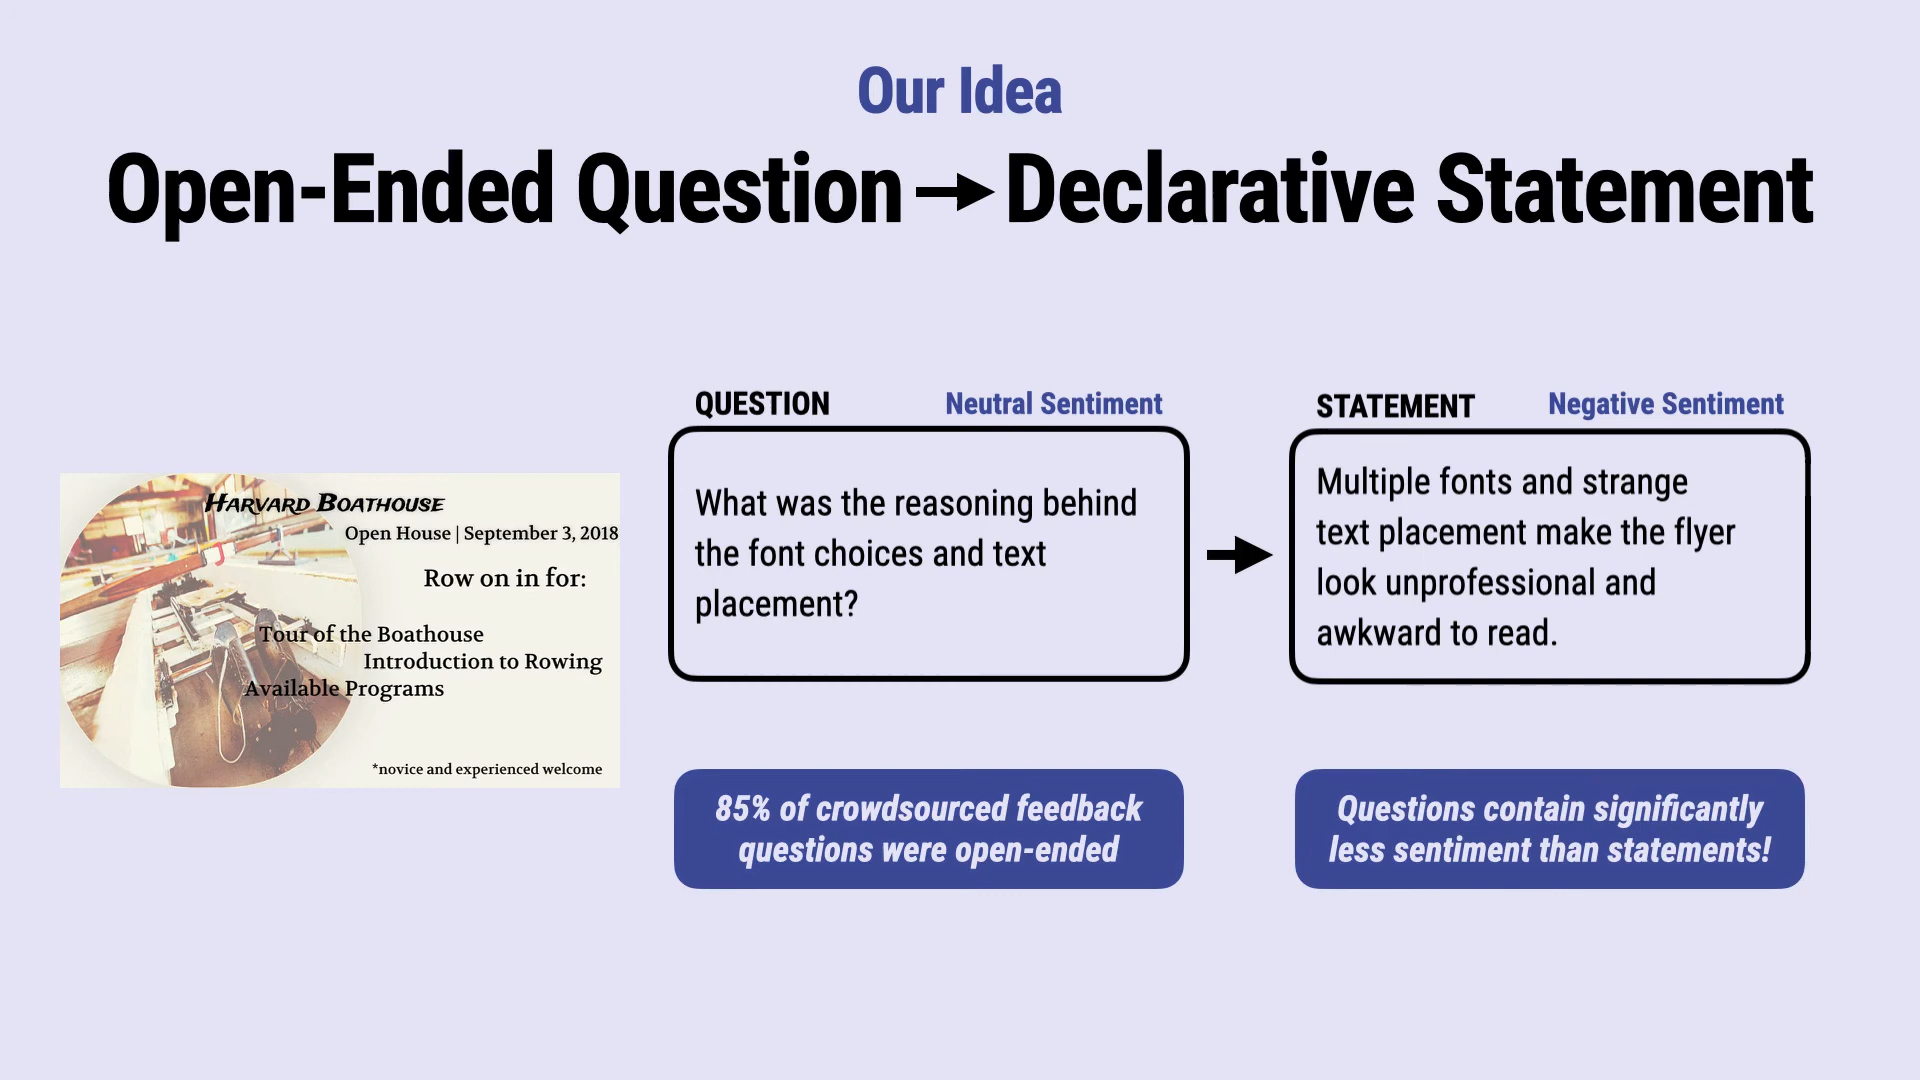 Our Idea
Open-Ended Question → Declarative Statement
HARVARD BOATHOUSE
Open House | September 3, 2018
Row on in for:
Tour of the Boathouse
Introduction to Rowing
Available Programs
*novice and experienced welcome
QUESTION Neutral Sentiment
What was the reasoning behind
the font choices and text
placement?
85% of crowdsourced feedback
questions were open-ended
STATEMENT Negative Sentiment
Multiple fonts and strange
text placement make the flyer
look unprofessional and
awkward to read.
Questions contain significantly
less sentiment than statements!